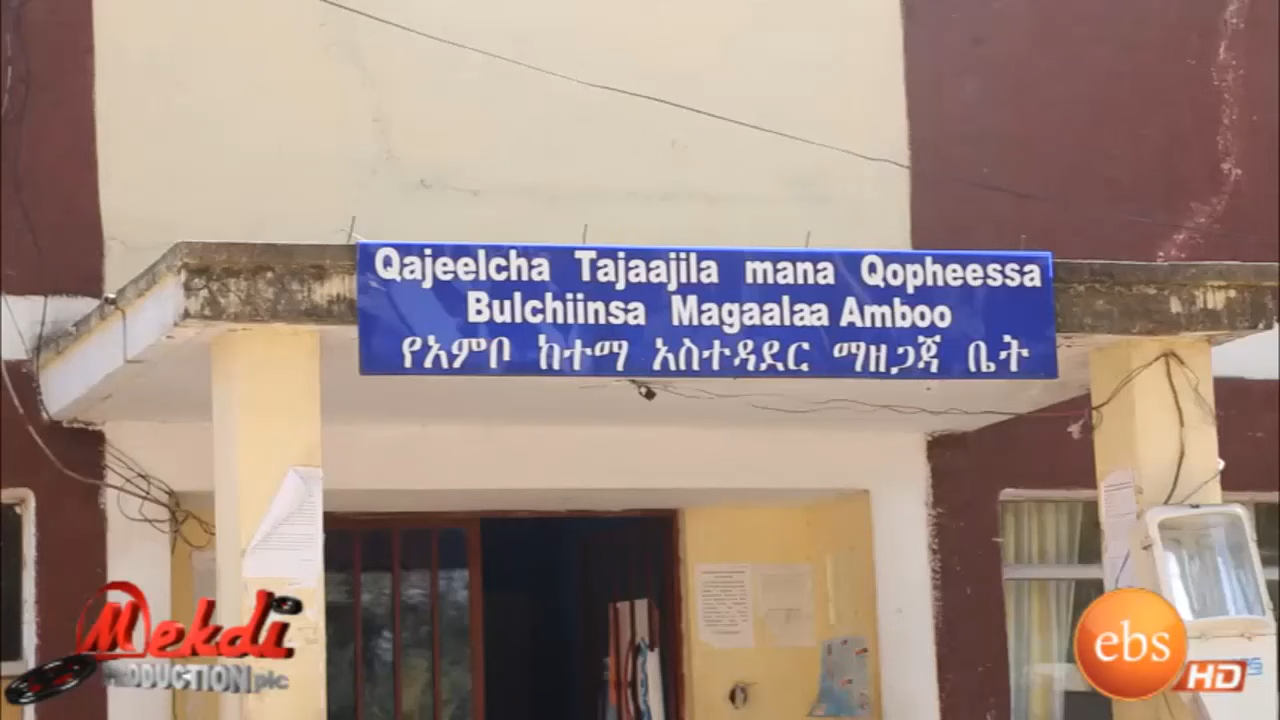 Qajeelcha Tajaajila mana Qopheessa
Bulchiinsa Magaalaa Amboo
የአምቦ ከተማ አስተዳደር ማዘጋጃ ቤት
Mekdi
PRODUCTION plc
ebs
HD